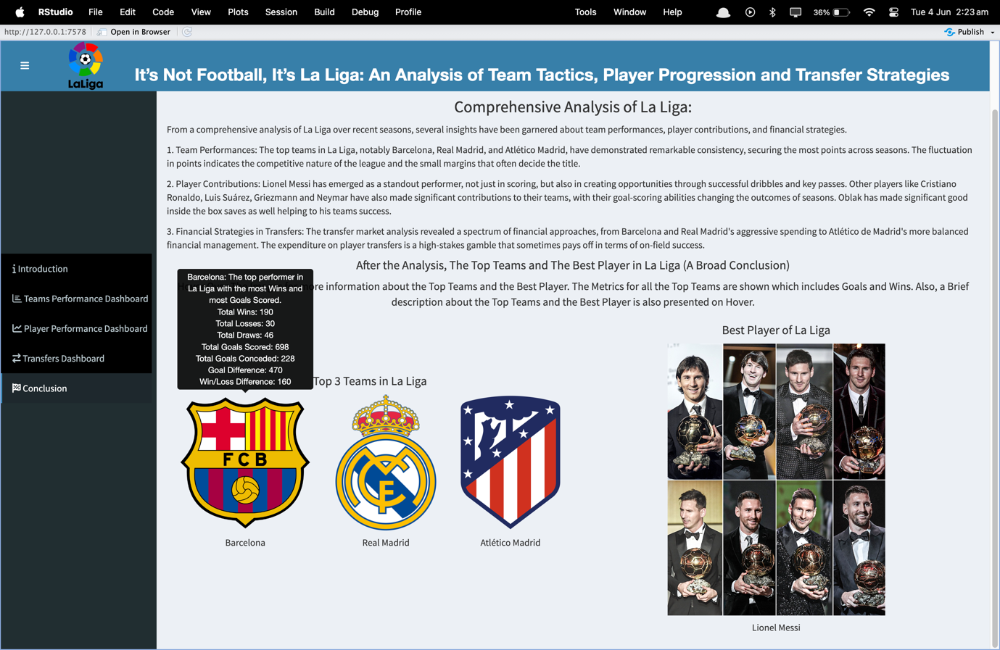 RStudio File Edit Code View Plots Session Build Debug Profile Tools Window Help 36% Tue 4 Jun 2:23 am
http://127.0.0.1:7578 Open in Browser Publish
LaLiga
It's Not Football, It's La Liga: An Analysis of Team Tactics, Player Progression and Transfer Strategies
Introduction
Teams Performance Dashboard
Player Performance Dashboard
Transfers Dashboard
Conclusion
Comprehensive Analysis of La Liga:
From a comprehensive analysis of La Liga over recent seasons, several insights have been garnered about team performances, player contributions, and financial strategies.
1. Team Performances: The top teams in La Liga, notably Barcelona, Real Madrid, and Atlético Madrid, have demonstrated remarkable consistency, securing the most points across seasons. The fluctuation
in points indicates the competitive nature of the league and the small margins that often decide the title.
2. Player Contributions: Lionel Messi has emerged as a standout performer, not just in scoring, but also in creating opportunities through successful dribbles and key passes. Other players like Cristiano
Ronaldo, Luis Suárez, Griezmann and Neymar have also made significant contributions to their teams, with their goal-scoring abilities changing the outcomes of seasons. Oblak has made significant good
inside the box saves as well helping to his teams success.
3. Financial Strategies in Transfers: The transfer market analysis revealed a spectrum of financial approaches, from Barcelona and Real Madrid's aggressive spending to Atlético de Madrid's more balanced
financial management. The expenditure on player transfers is a high-stakes gamble that sometimes pays off in terms of on-field success.
After the Analysis, The Top Teams and The Best Player in La Liga (A Broad Conclusion)
information about the Top Teams and the Best Player. The Metrics for all the Top Teams are shown which includes Goals and Wins. Also, a Brief
description about the Top Teams and the Best Player is also presented on Hover.
Barcelona: The top performer in
La Liga with the most Wins and
most Goals Scored.
Total Wins: 190
Total Losses: 30
Total Draws: 46
Total Goals Scored: 698
Total Goals Conceded: 228
Goal Difference: 470
Win/Loss Difference: 160
Top 3 Teams in La Liga
FCB
Barcelona
Real Madrid
Atlético Madrid
Best Player of La Liga
Lionel Messi